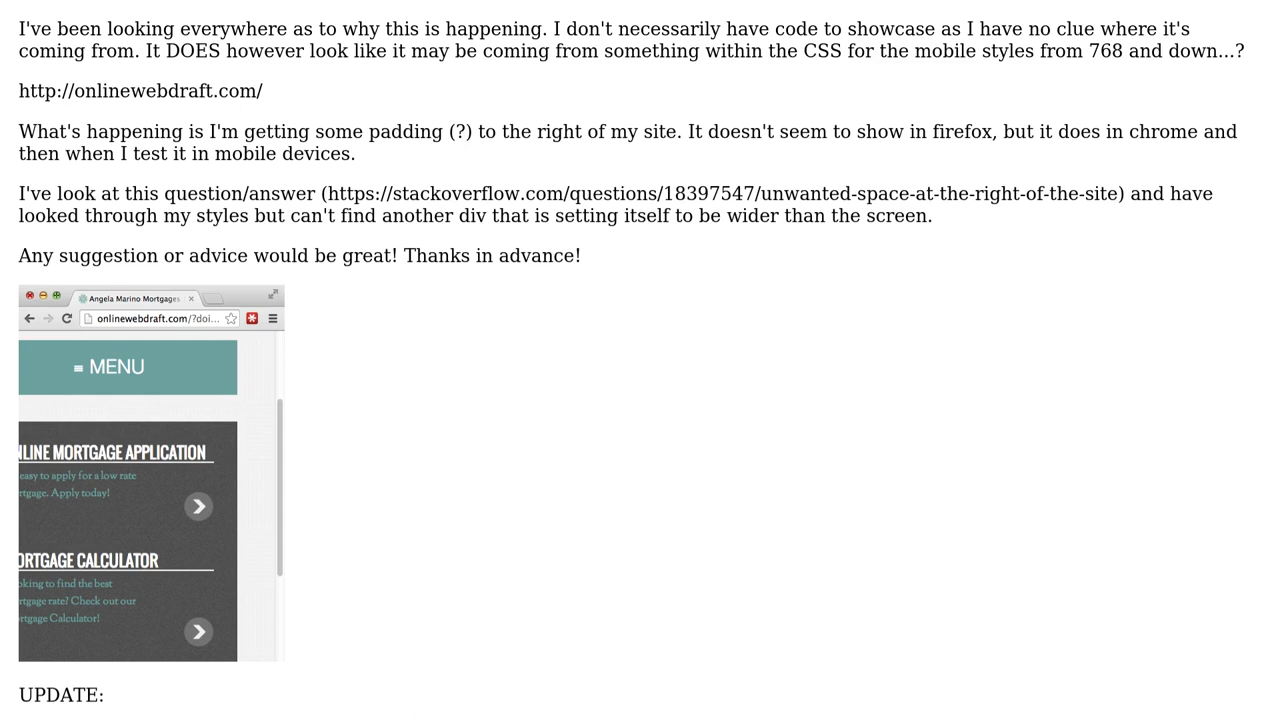 I've been looking everywhere as to why this is happening. I don't necessarily have code to showcase as I have no clue where it's
coming from. It DOES however look like it may be coming from something within the CSS for the mobile styles from 768 and down...?
http://onlinewebdraft.com/
What's happening is I'm getting some padding (?) to the right of my site. It doesn't seem to show in firefox, but it does in chrome and
then when I test it in mobile devices.
I've look at this question/answer (https://stackoverflow.com/questions/18397547/unwanted-space-at-the-right-of-the-site) and have
looked through my styles but can't find another div that is setting itself to be wider than the screen.
Any suggestion or advice would be great! Thanks in advance!
Angela Marino Mortgages
onlinewebdraft.com/?doi...
≡ MENU
NLINE MORTGAGE APPLICATION
easy to apply for a low rate
rtgage. Apply today!
ORTGAGE CALCULATOR
oking to find the best
rtgage rate? Check out our
rtgage Calculator!
UPDATE: